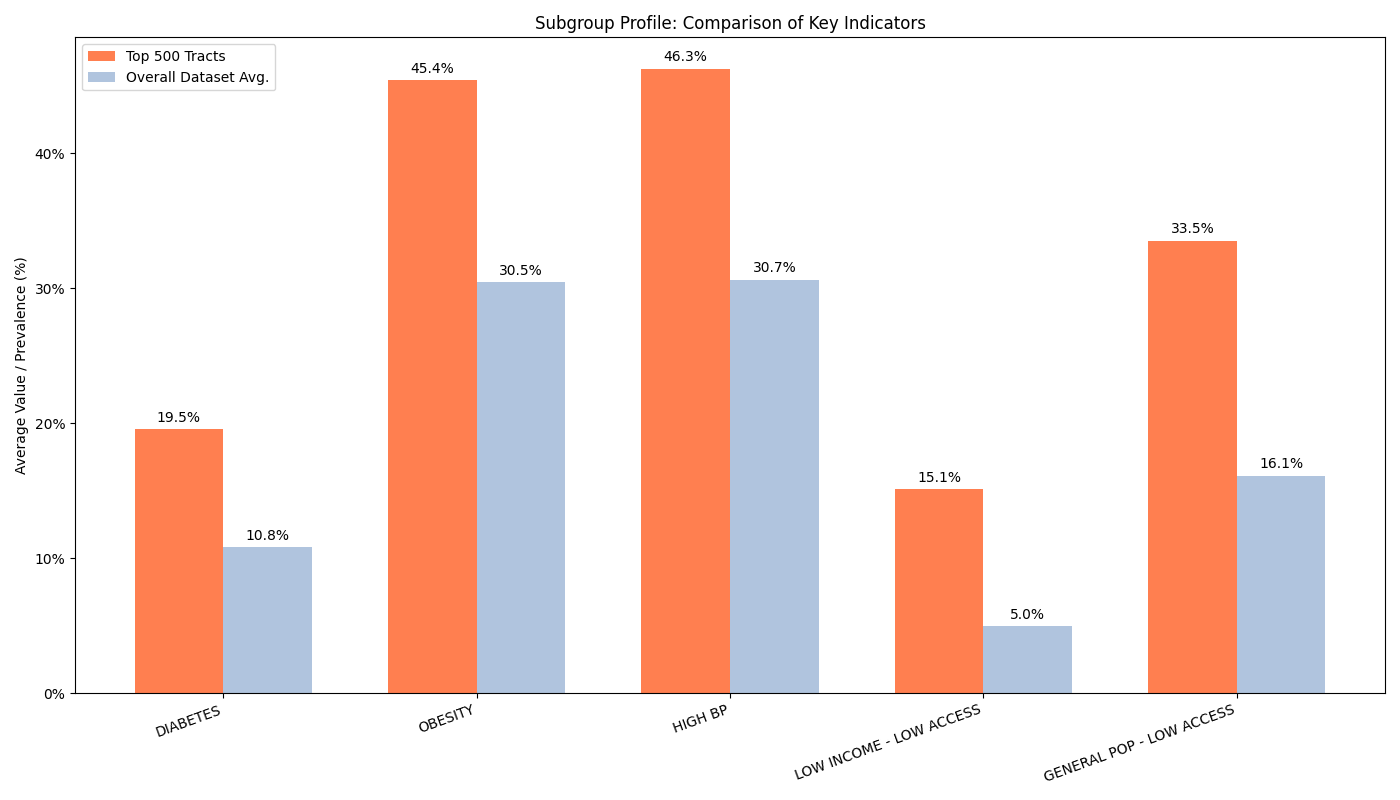 Subgroup Profile: Comparison of Key Indicators
Top 500 Tracts
Overall Dataset Avg.
Average Value / Prevalence (%)
40%
30%
20%
10%
0%
19.5%
10.8%
45.4%
30.5%
46.3%
30.7%
15.1%
5.0%
33.5%
16.1%
DIABETES
OBESITY
HIGH BP
LOW INCOME - LOW ACCESS
GENERAL POP - LOW ACCESS